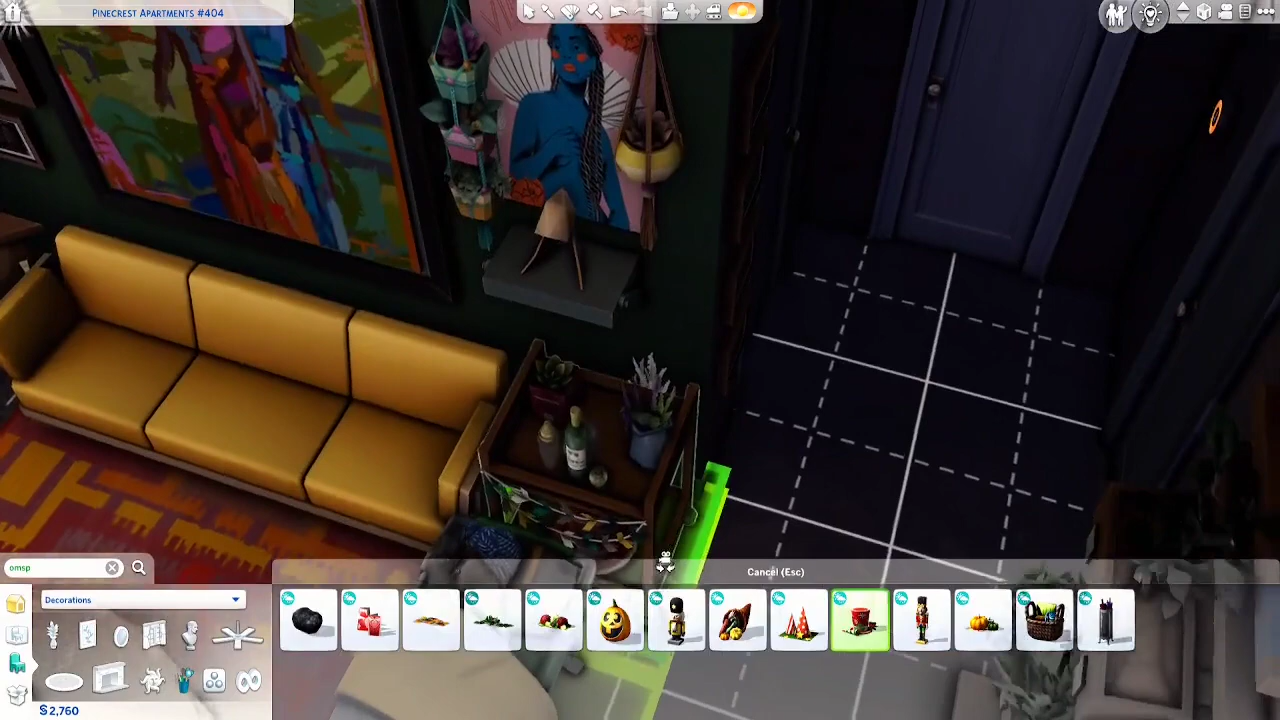 PINECREST APARTMENTS #404
omsp
Cancel (Esc)
Decorations
$2,760